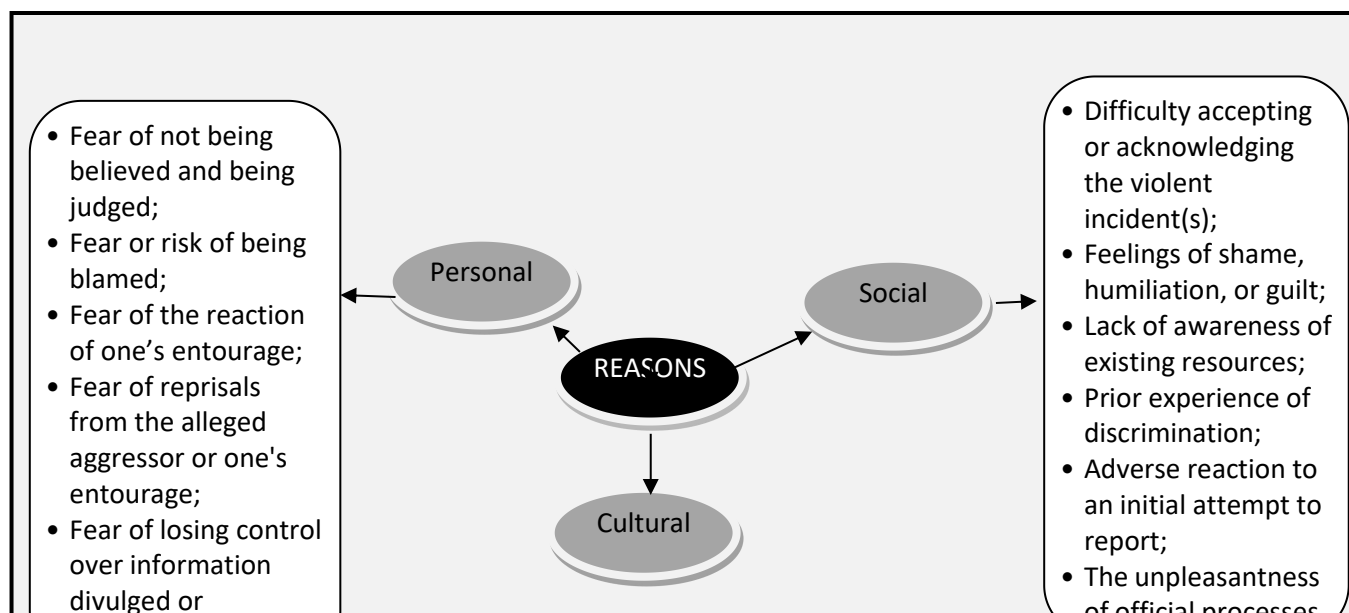 • Fear of not being
believed and being
judged;
• Fear or risk of being
blamed;
• Fear of the reaction
of one’s entourage;
• Fear of reprisals
from the alleged
aggressor or one's
entourage;
• Fear of losing control
over information
divulged or
Personal
REASONS
Social
Cultural
• Difficulty accepting
or acknowledging
the violent
incident(s);
• Feelings of shame,
humiliation, or guilt;
• Lack of awareness of
existing resources;
• Prior experience of
discrimination;
• Adverse reaction to
an initial attempt to
report;
• The unpleasantness
of official processes